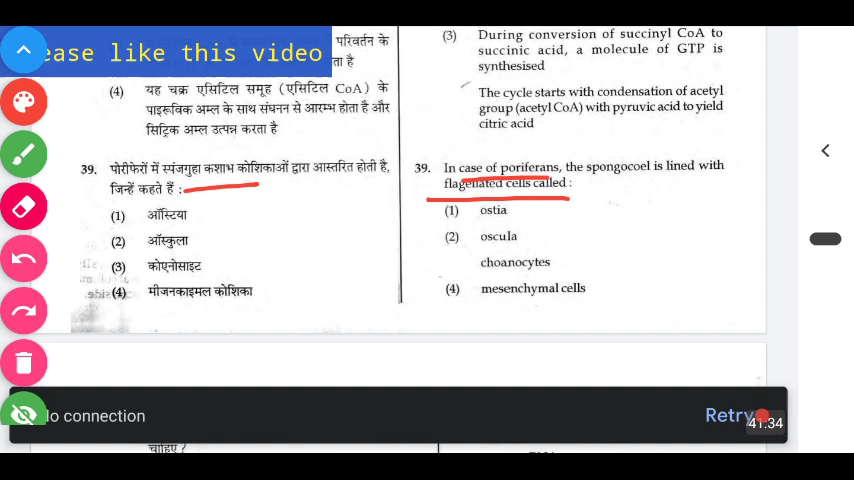 ease like this video
परिवर्तन के
ता है
(4) यह चक्र एसिटिल समूह (एसिटिल CoA) के
पाइरूविक अम्ल के साथ संघनन से आरम्भ होता है और
सिट्रिक अम्ल उत्पन्न करता है
39. पोरीफेरों में स्पंजगुहा कशाभ कोशिकाओं द्वारा आस्तरित होती है,
जिन्हें कहते हैं :
(1) ऑस्टिया
(2) ऑस्कुला
(3) कोएनोसाइट
(4) मीजनकाइमल कोशिका
(3) During conversion of succinyl CoA to
succinic acid, a molecule of GTP is
synthesised
The cycle starts with condensation of acetyl
group (acetyl CoA) with pyruvic acid to yield
citric acid
39. In case of poriferans, the spongocoel is lined with
flagellated cells called :
(1) ostia
(2) oscula
choanocytes
(4) mesenchymal cells
No connection
Retry
41:34
चाहिए ?